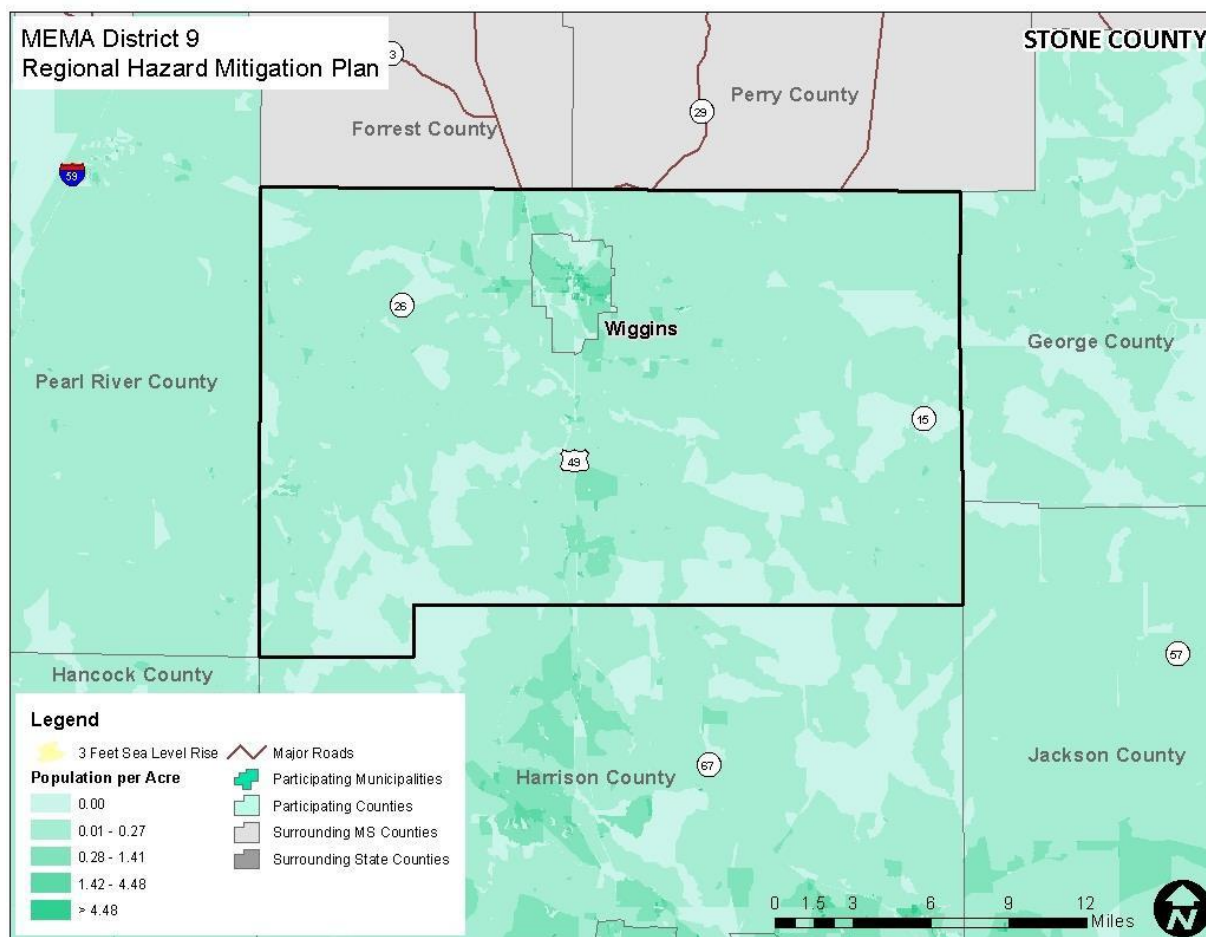 MEMA District 9
Regional Hazard Mitigation Plan
STONE COUNTY
3
Forrest County
29
Perry County
59
26
Wiggins
George County
Pearl River County
15
49
Hancock County
57
Harrison County
67
Jackson County
Legend
3 Feet Sea Level Rise
Population per Acre
0.00
0.01 - 0.27
0.28 - 1.41
1.42 - 4.48
> 4.48
Major Roads
Participating Municipalities
Participating Counties
Surrounding MS Counties
Surrounding State Counties
0 1.5 3 6 9 12
Miles